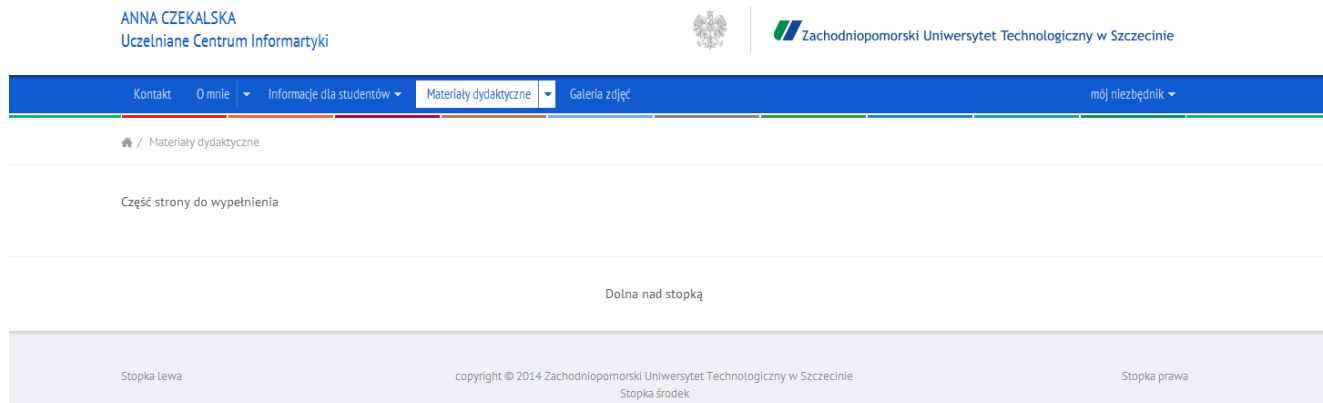 ANNA CZEKALSKA
Uczelniane Centrum Informartyki
Zachodniopomorski Uniwersytet Technologiczny w Szczecinie
Kontakt O mnie Informacje dla studentów Materiały dydaktyczne Galeria zdjęć mój niezbędnik
/ Materiały dydaktyczne
Część strony do wypełnienia
Dolna nad stopką
Stopka lewa copyright © 2014 Zachodniopomorski Uniwersytet Technologiczny w Szczecinie Stopka prawa
Stopka środek